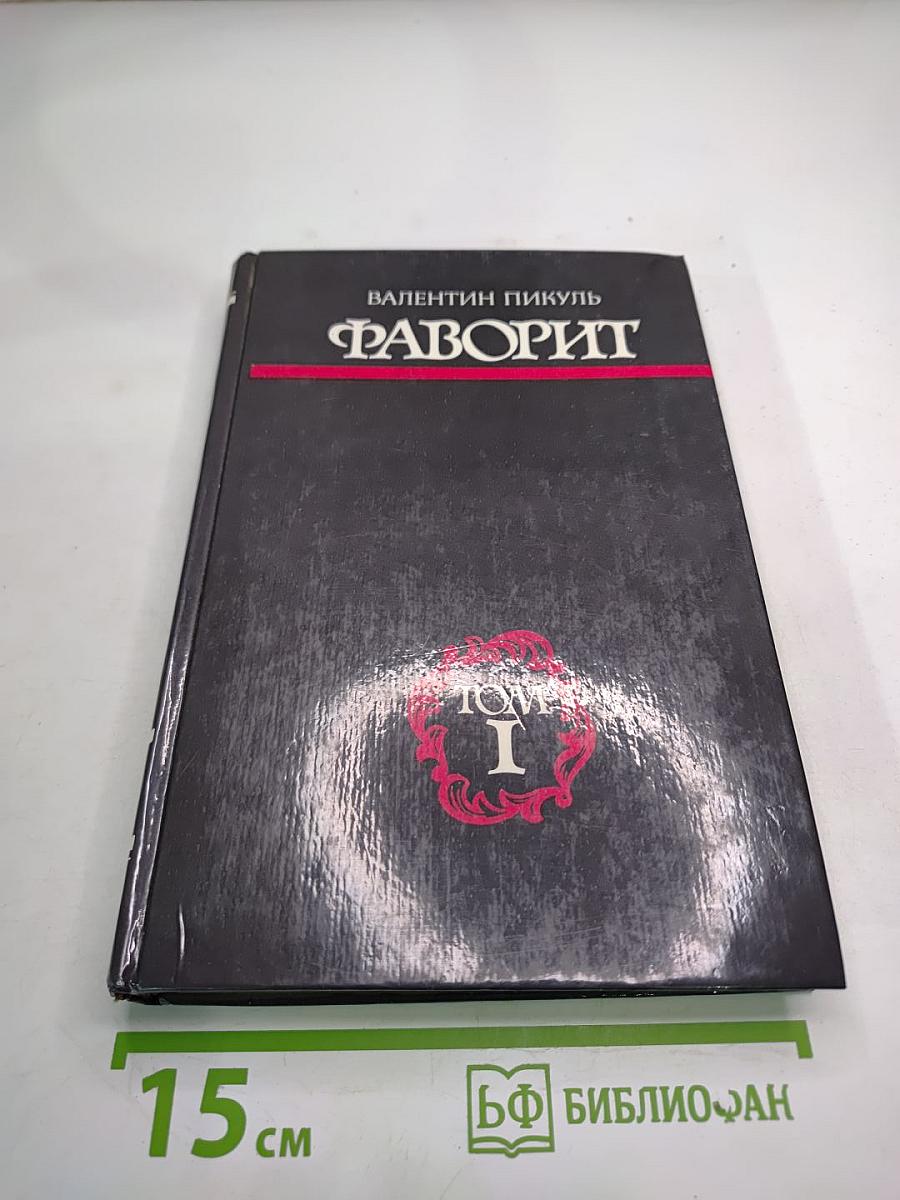 ВАЛЕНТИН ПИКУЛЬ
ФАВОРИТ
ТОМ
I
15 см
БФ БИБЛИОФАН